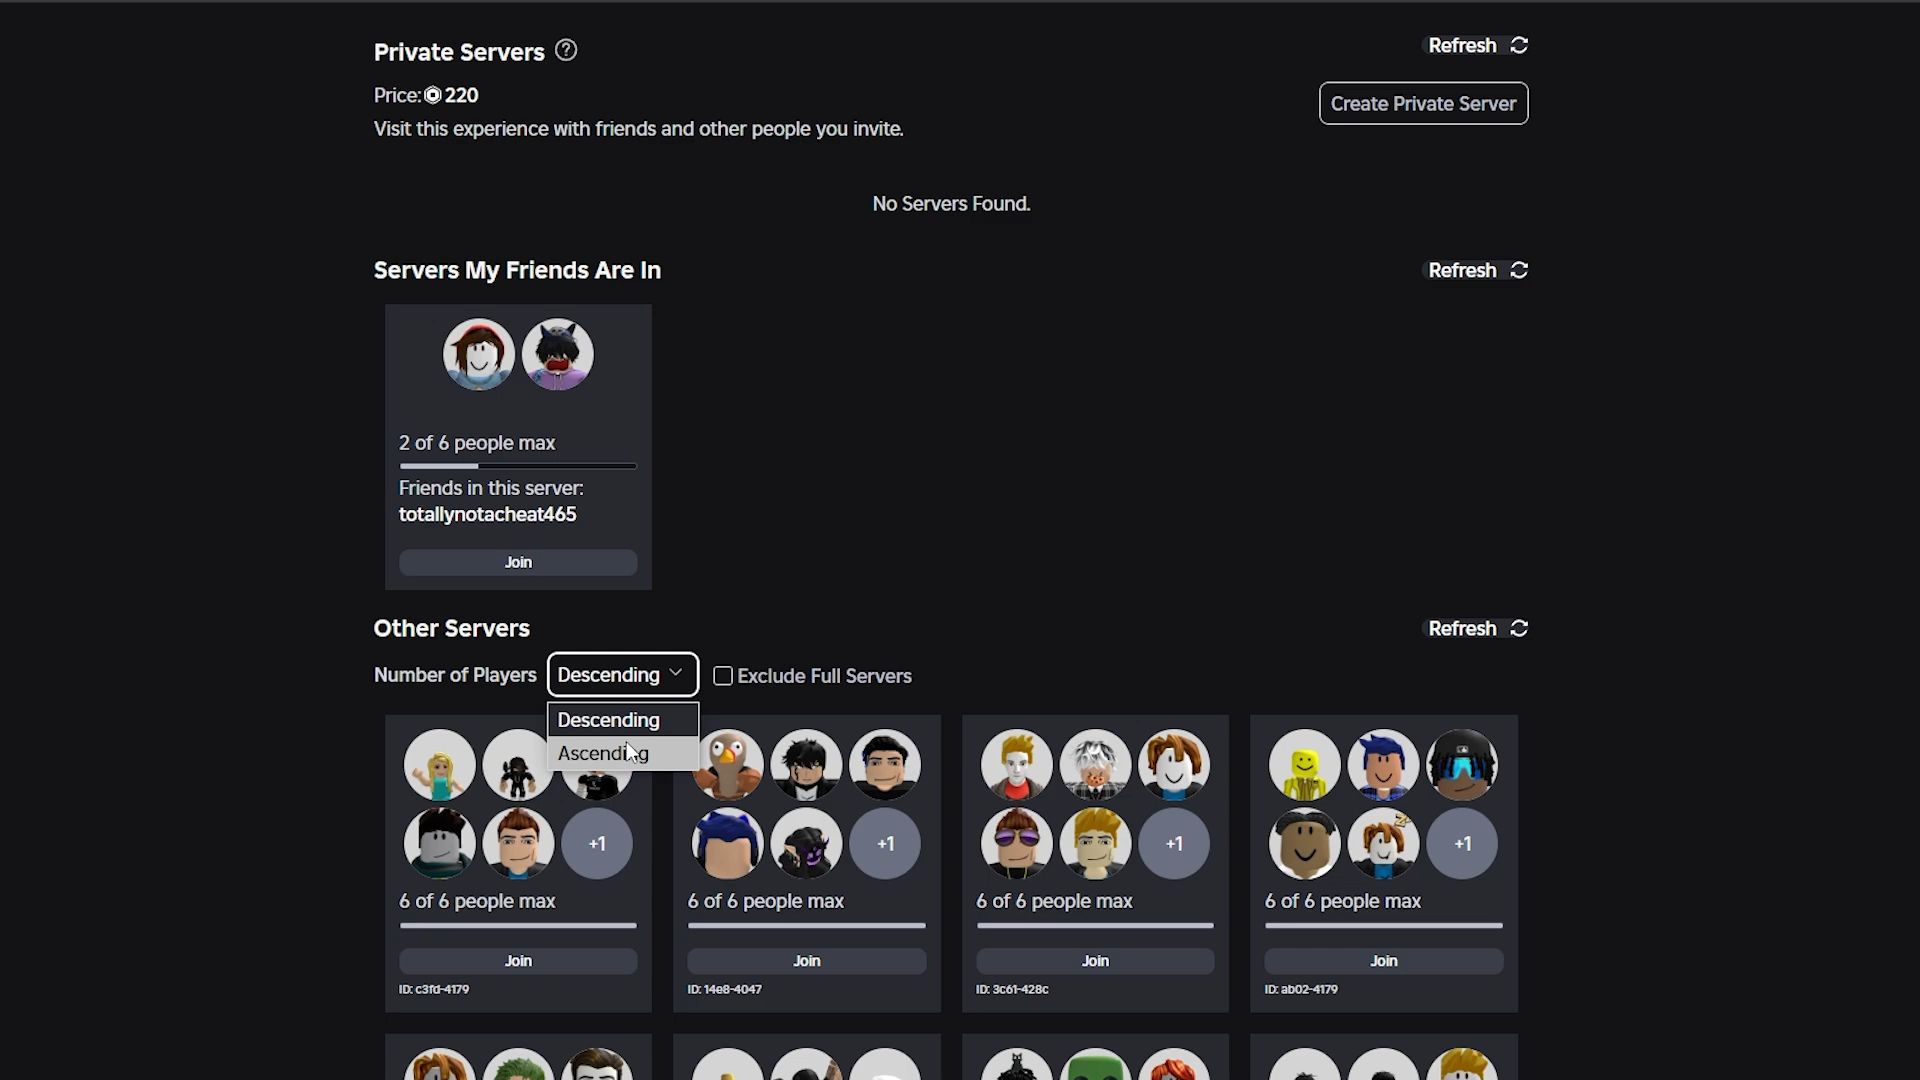 Private Servers
Refresh
Price: 220
Create Private Server
Visit this experience with friends and other people you invite.
No Servers Found.
Servers My Friends Are In
Refresh
2 of 6 people max
Friends in this server:
totallynotacheat465
Join
Other Servers
Refresh
Number of Players Descending Exclude Full Servers
Descending
Ascending
+1 +1 +1 +1
6 of 6 people max 6 of 6 people max 6 of 6 people max 6 of 6 people max
Join Join Join Join
ID: c3fd-4179 ID: 14e8-4047 ID: 3c61-428c ID: ab02-4179